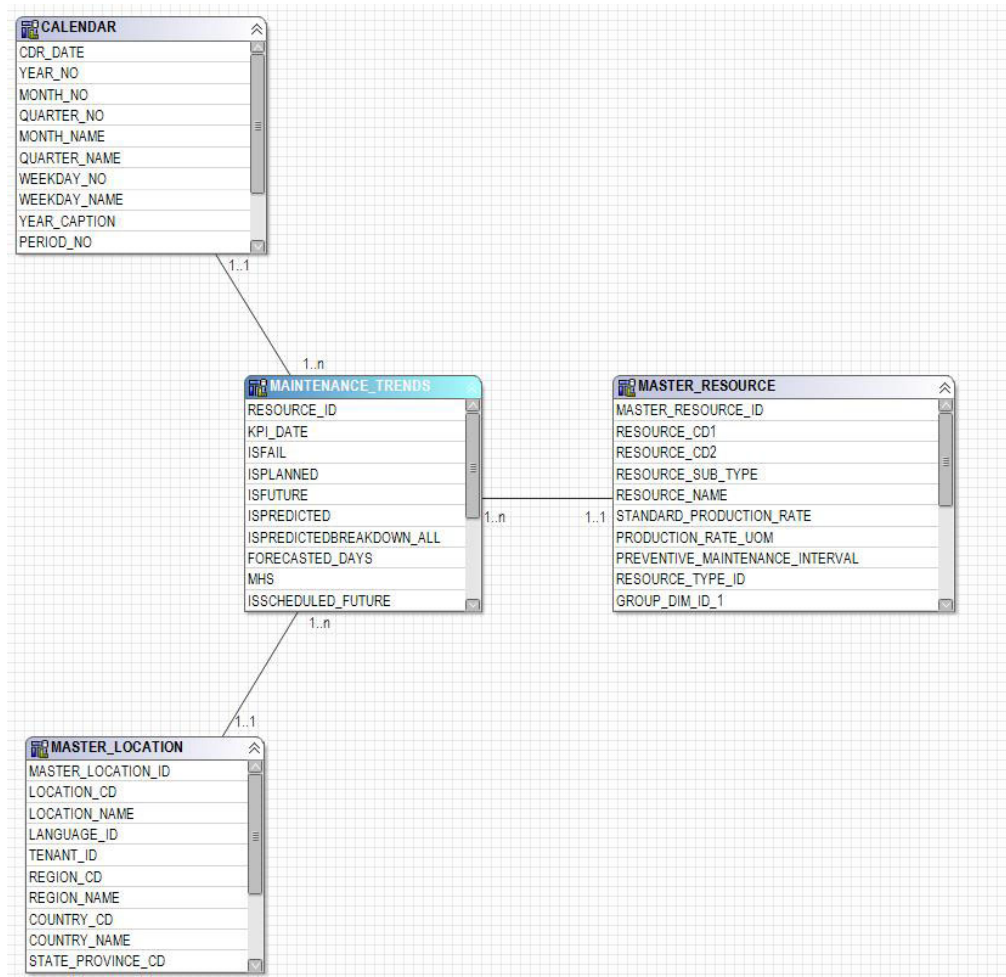 CALENDAR
CDR_DATE
YEAR_NO
MONTH_NO
QUARTER_NO
MONTH_NAME
QUARTER_NAME
WEEKDAY_NO
WEEKDAY_NAME
YEAR_CAPTION
PERIOD_NO
1..1
1..n
MAINTENANCE_TRENDS
RESOURCE_ID
KPI_DATE
ISFAIL
ISPLANNED
ISFUTURE
ISPREDICTED
ISPREDICTEDBREAKDOWN_ALL
FORECASTED_DAYS
MHS
ISSCHEDULED_FUTURE
1..n
1..1
MASTER_RESOURCE
MASTER_RESOURCE_ID
RESOURCE_CD1
RESOURCE_CD2
RESOURCE_SUB_TYPE
RESOURCE_NAME
STANDARD_PRODUCTION_RATE
PRODUCTION_RATE_UOM
PREVENTIVE_MAINTENANCE_INTERVAL
RESOURCE_TYPE_ID
GROUP_DIM_ID_1
1..n
1..1
MASTER_LOCATION
MASTER_LOCATION_ID
LOCATION_CD
LOCATION_NAME
LANGUAGE_ID
TENANT_ID
REGION_CD
REGION_NAME
COUNTRY_CD
COUNTRY_NAME
STATE_PROVINCE_CD